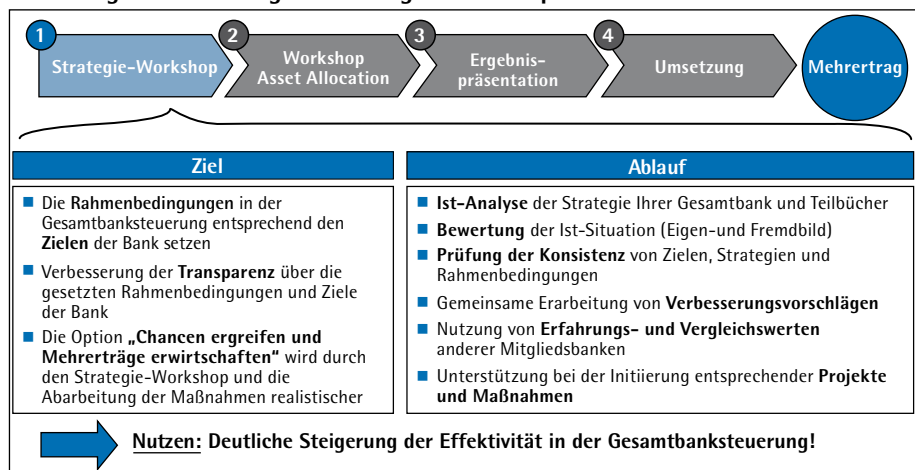 1
2
3
4
Strategie-Workshop
Workshop
Asset Allocation
Ergebnis-
präsentation
Umsetzung
Mehrertrag
Ziel
Die Rahmenbedingungen in der
Gesamtbanksteuerung entsprechend den
Zielen der Bank setzen
Verbesserung der Transparenz über die
gesetzten Rahmenbedingungen und Ziele
der Bank
Die Option „Chancen ergreifen und
Mehrerträge erwirtschaften“ wird durch
den Strategie-Workshop und die
Abarbeitung der Maßnahmen realistischer
Ablauf
Ist-Analyse der Strategie Ihrer Gesamtbank und Teilbücher
Bewertung der Ist-Situation (Eigen-und Fremdbild)
Prüfung der Konsistenz von Zielen, Strategien und
Rahmenbedingungen
Gemeinsame Erarbeitung von Verbesserungsvorschlägen
Nutzung von Erfahrungs- und Vergleichswerten
anderer Mitgliedsbanken
Unterstützung bei der Initiierung entsprechender Projekte
und Maßnahmen
Nutzen: Deutliche Steigerung der Effektivität in der Gesamtbanksteuerung!